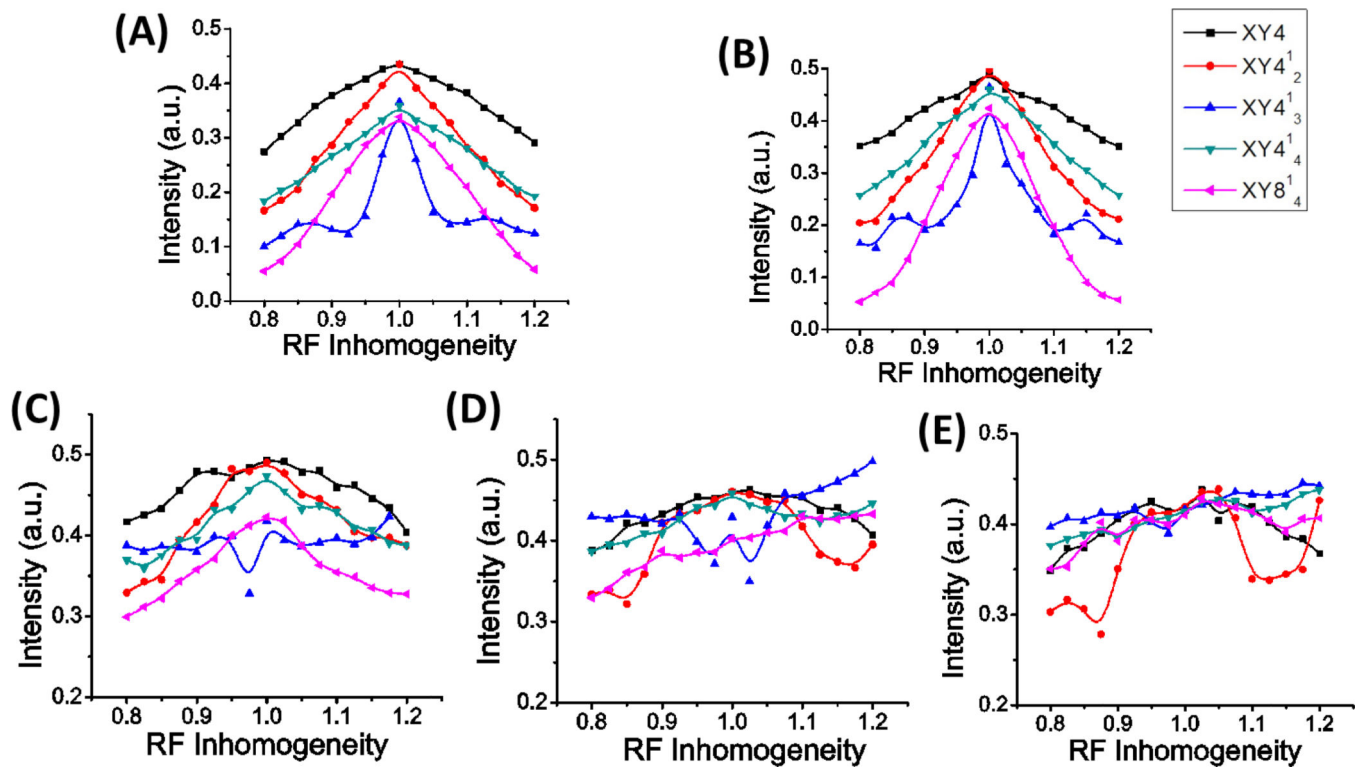 (A)
Intensity (a.u.)
0.5
0.4
0.3
0.2
0.1
0.0
0.8 0.9 1.0 1.1 1.2
RF Inhomogeneity
(B)
Intensity (a.u.)
0.5
0.4
0.3
0.2
0.1
0.0
0.8 0.9 1.0 1.1 1.2
RF Inhomogeneity
XY4
XY4¹₂
XY4¹₃
XY4¹₄
XY8¹₄
(C)
Intensity (a.u.)
0.5
0.4
0.3
0.2
0.8 0.9 1.0 1.1 1.2
RF Inhomogeneity
(D)
Intensity (a.u.)
0.5
0.4
0.3
0.2
0.8 0.9 1.0 1.1 1.2
RF Inhomogeneity
(E)
Intensity (a.u.)
0.5
0.4
0.3
0.2
0.8 0.9 1.0 1.1 1.2
RF Inhomogeneity